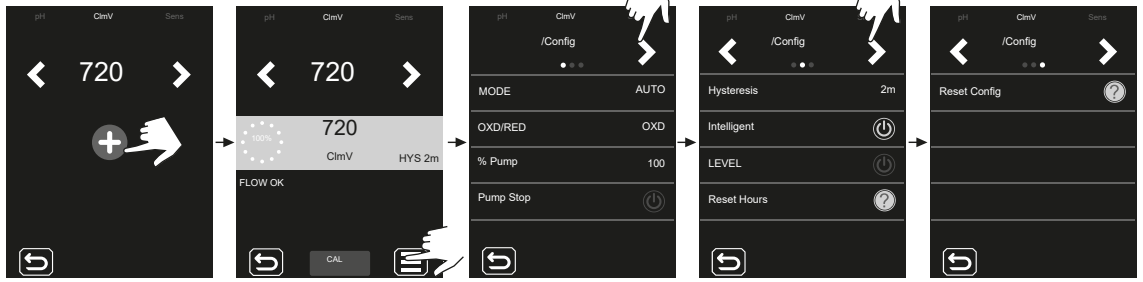 pH ClmV Sens
720
pH ClmV Sens
720
100%
720
ClmV
HYS 2m
FLOW OK
CAL
pH ClmV
/Config
MODE AUTO
OXD/RED OXD
% Pump 100
Pump Stop
pH ClmV
/Config
Hysteresis 2m
Intelligent
LEVEL
Reset Hours ?
pH ClmV Sens
/Config
Reset Config ?